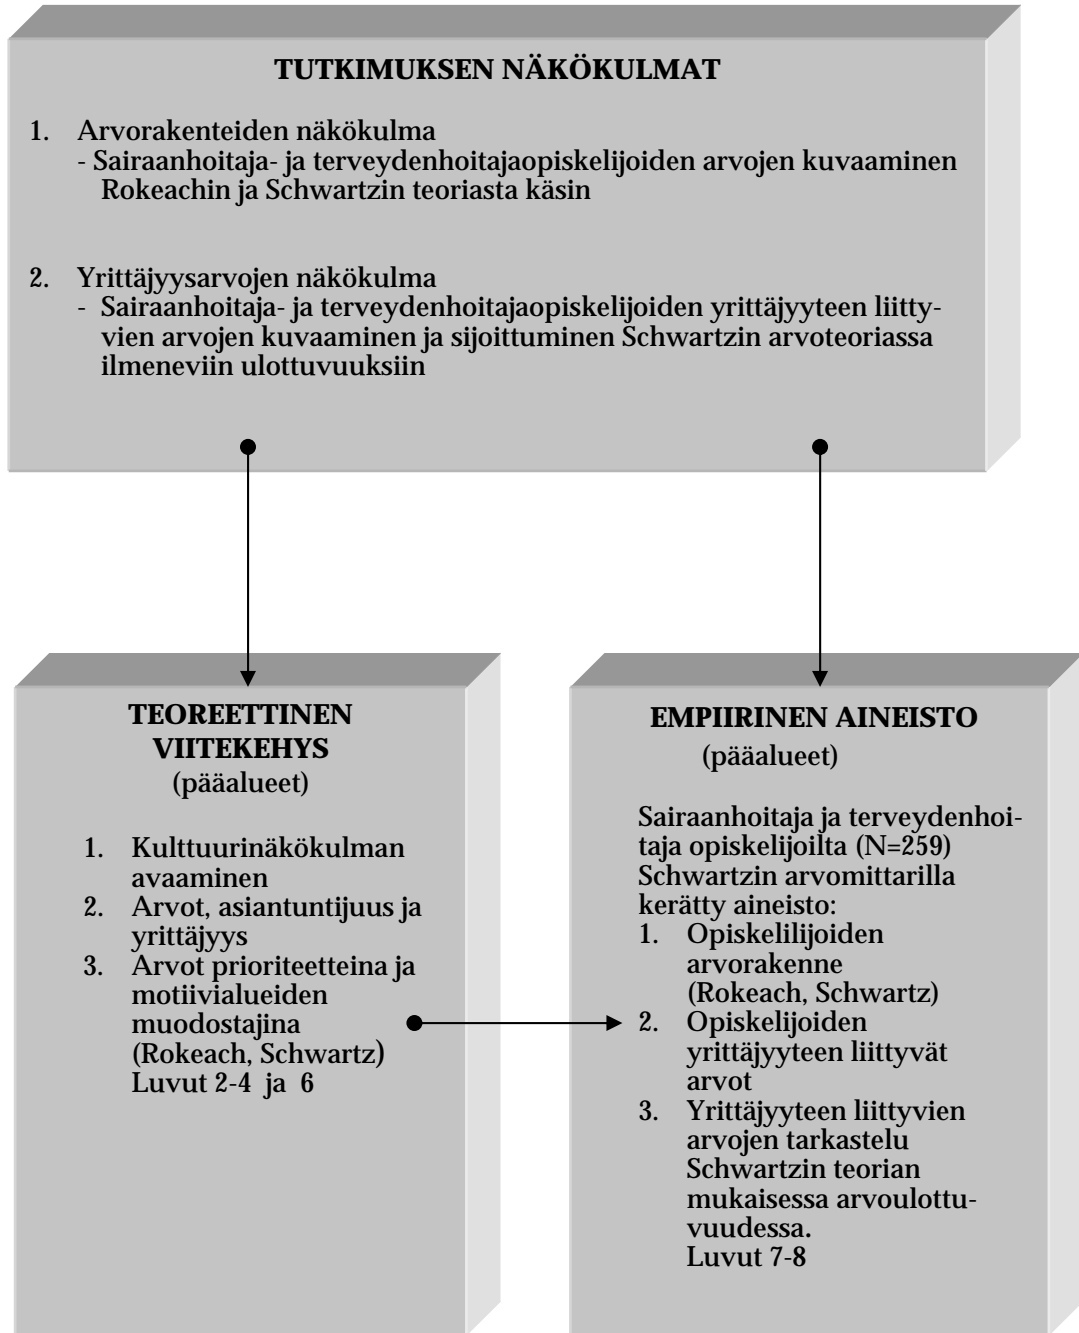 TUTKIMUKSEN NÄKÖKULMAT
1. Arvorakenteiden näkökulma
- Sairaanhoitaja- ja terveydenhoitajaopiskelijoiden arvojen kuvaaminen
Rokeachin ja Schwartzin teoriasta käsin
2. Yrittäjyysarvojen näkökulma
- Sairaanhoitaja- ja terveydenhoitajaopiskelijoiden yrittäjyyteen liitty-
vien arvojen kuvaaminen ja sijoittuminen Schwartzin arvoteoriassa
ilmeneviin ulottuvuuksiin
TEOREETTINEN
VIITEKEHYS
(pääalueet)
1. Kulttuurinäkökulman
avaaminen
2. Arvot, asiantuntijuus ja
yrittäjyys
3. Arvot prioriteetteina ja
motiivialueiden
muodostajina
(Rokeach, Schwartz)
Luvut 2-4 ja 6
EMPIIRINEN AINEISTO
(pääalueet)
Sairaanhoitaja ja terveydenhoi-
taja opiskelijoilta (N=259)
Schwartzin arvomittarilla
kerätty aineisto:
1. Opiskelilijoiden
arvorakenne
(Rokeach, Schwartz)
2. Opiskelijoiden
yrittäjyyteen liittyvät
arvot
3. Yrittäjyyteen liittyvien
arvojen tarkastelu
Schwartzin teorian
mukaisessa arvoulottu-
vuudessa.
Luvut 7-8